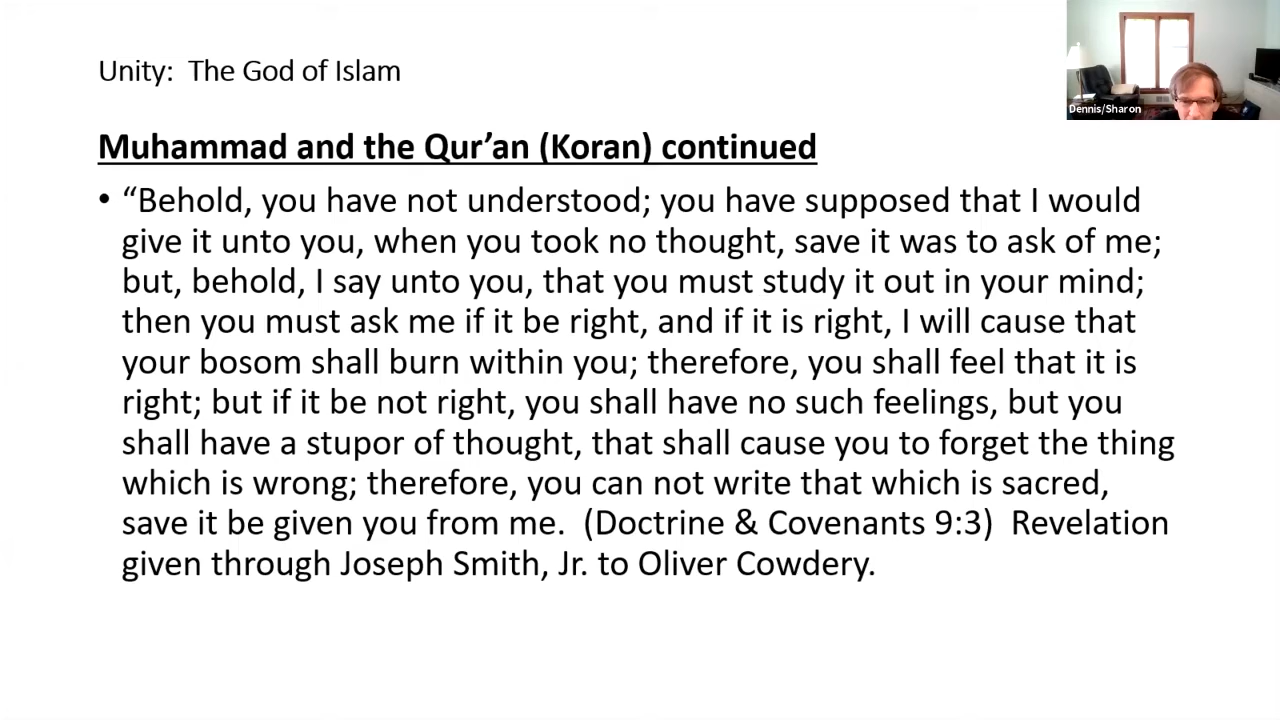 Unity:  The God of Islam
Dennis/Sharon
Muhammad and the Qur’an (Koran) continued
• “Behold, you have not understood; you have supposed that I would
give it unto you, when you took no thought, save it was to ask of me;
but, behold, I say unto you, that you must study it out in your mind;
then you must ask me if it be right, and if it is right, I will cause that
your bosom shall burn within you; therefore, you shall feel that it is
right; but if it be not right, you shall have no such feelings, but you
shall have a stupor of thought, that shall cause you to forget the thing
which is wrong; therefore, you can not write that which is sacred,
save it be given you from me.  (Doctrine & Covenants 9:3)  Revelation
given through Joseph Smith, Jr. to Oliver Cowdery.